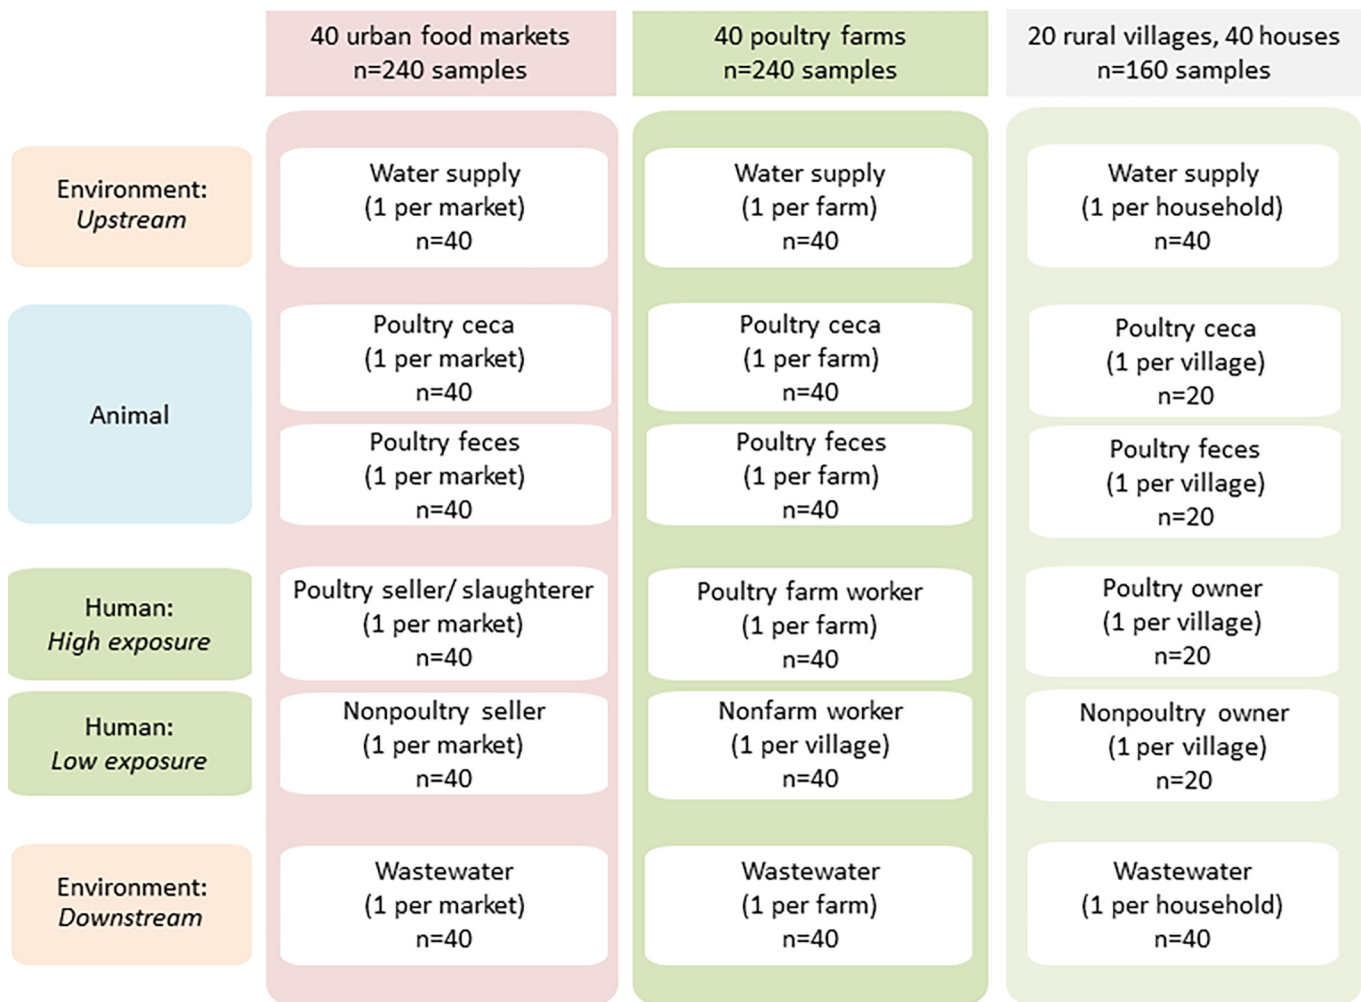 40 urban food markets
n=240 samples
40 poultry farms
n=240 samples
20 rural villages, 40 houses
n=160 samples
Environment:
Upstream
Water supply
(1 per market)
n=40
Water supply
(1 per farm)
n=40
Water supply
(1 per household)
n=40
Animal
Poultry ceca
(1 per market)
n=40
Poultry ceca
(1 per farm)
n=40
Poultry ceca
(1 per village)
n=20
Poultry feces
(1 per market)
n=40
Poultry feces
(1 per farm)
n=40
Poultry feces
(1 per village)
n=20
Human:
High exposure
Poultry seller/ slaughterer
(1 per market)
n=40
Poultry farm worker
(1 per farm)
n=40
Poultry owner
(1 per village)
n=20
Human:
Low exposure
Nonpoultry seller
(1 per market)
n=40
Nonfarm worker
(1 per village)
n=40
Nonpoultry owner
(1 per village)
n=20
Environment:
Downstream
Wastewater
(1 per market)
n=40
Wastewater
(1 per farm)
n=40
Wastewater
(1 per household)
n=40